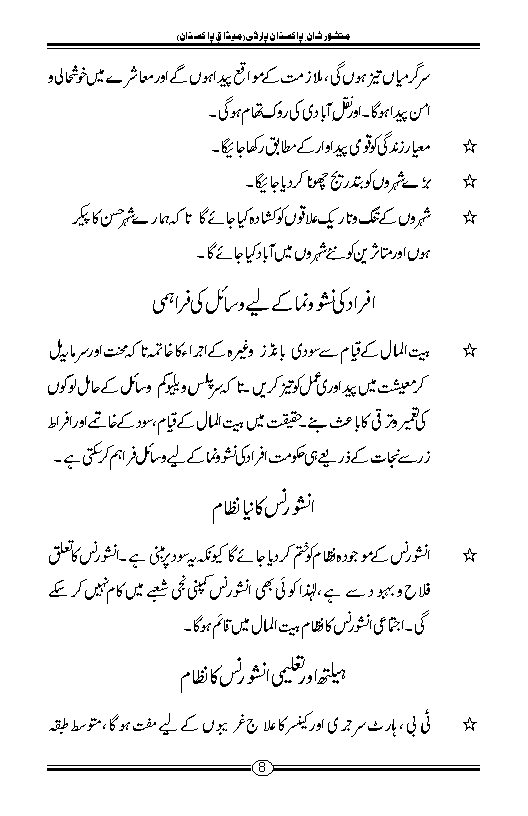 منشور شان پاکستان پارٹی (میثاق پاکستان)
سرگرمیاں تیز ہوں گی، ملازمت کے مواقع پیدا ہوں گے اور معاشرے میں خوشحالی و
امن پیدا ہوگا۔ اور نقل آبادی کی روک تھام ہوگی۔
☆ معیار زندگی کو قومی پیداوار کے مطابق رکھا جائیگا۔
☆ بڑے شہروں کو بتدریج چھوٹا کر دیا جائیگا۔
☆ شہروں کے تنگ و تاریک علاقوں کو کشادہ کیا جائے گا تا کہ ہمارے شہر حسن کا پیکر
ہوں اور متاثرین کو نئے شہروں میں آباد کیا جائے گا۔
افراد کی نشوونما کے لیے وسائل کی فراہمی
☆ بیت المال کے قیام سے سودی بانڈز وغیرہ کے اجراء کا خاتمہ تا کہ محنت اور سرمایہ مل
کر معیشت میں پیداوری عمل کو تیز کریں۔ تا کہ سرپلس ویلیو کم وسائل کے حامل لوگوں
کی تعمیر و ترقی کا باعث بنے۔ حقیقت میں بیت المال کے قیام، سود کے خاتمے اور افراط
زر سے نجات کے ذریعے ہی حکومت افراد کی نشوونما کے لیے وسائل فراہم کرسکتی ہے۔
انشورنس کا نیا نظام
☆ انشورنس کے موجودہ نظام کو ختم کر دیا جائے گا کیونکہ یہ سود پر مبنی ہے۔ انشورنس کا تعلق
فلاح و بہبود سے ہے، لہٰذا کوئی بھی انشورنس کمپنی نجی شعبے میں کام نہیں کر سکے
گی۔ اجتماعی انشورنس کا نظام بیت المال میں قائم ہوگا۔
ہیلتھ اور تعلیمی انشورنس کا نظام
☆ ٹی بی، ہارٹ سرجری اور کینسر کا علاج غریبوں کے لیے مفت ہو گا، متوسط طبقہ
8